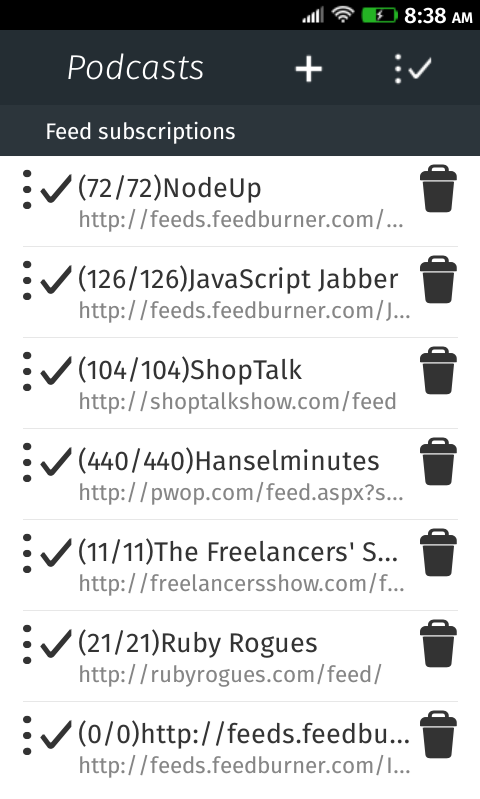 8:38 AM
Podcasts
Feed subscriptions
(72/72)NodeUp
http://feeds.feedburner.com/...
(126/126)JavaScript Jabber
http://feeds.feedburner.com/J...
(104/104)ShopTalk
http://shoptalkshow.com/feed
(440/440)Hanselminutes
http://pwop.com/feed.aspx?s...
(11/11)The Freelancers' S...
http://freelancersshow.com/f...
(21/21)Ruby Rogues
http://rubyrogues.com/feed/
(0/0)http://feeds.feedbu...
http://feeds.feedburner.com/I...